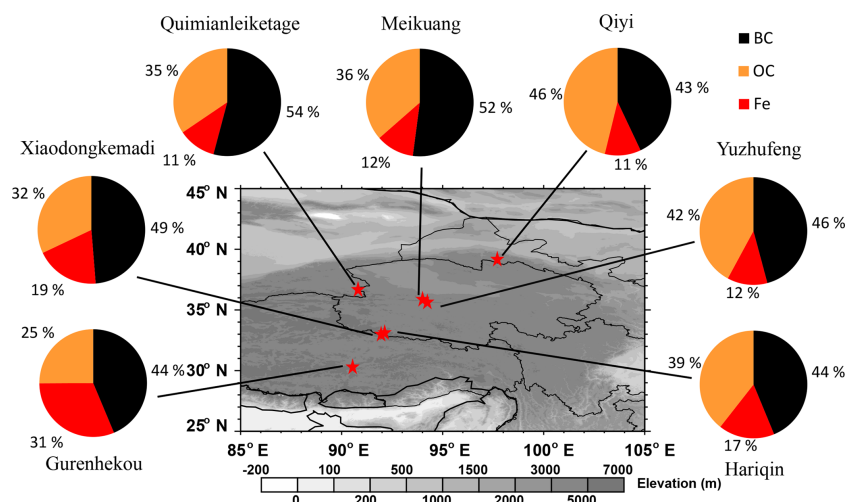 Quimianleiketage
Meikuang
Qiyi
BC
OC
Fe
35 %
54 %
11 %
36 %
52 %
12%
46 %
43 %
11 %
Xiaodongkemadi
Yuzhufeng
32 %
49 %
19 %
42 %
46 %
12 %
25 %
44 %
31 %
Gurenhekou
39 %
44 %
17 %
Hariqin
45° N
40° N
35° N
30° N
25° N
85° E
90° E
95° E
100° E
105° E
-200 100 500 1500 3000 7000
Elevation (m)
0 200 1000 2000 5000